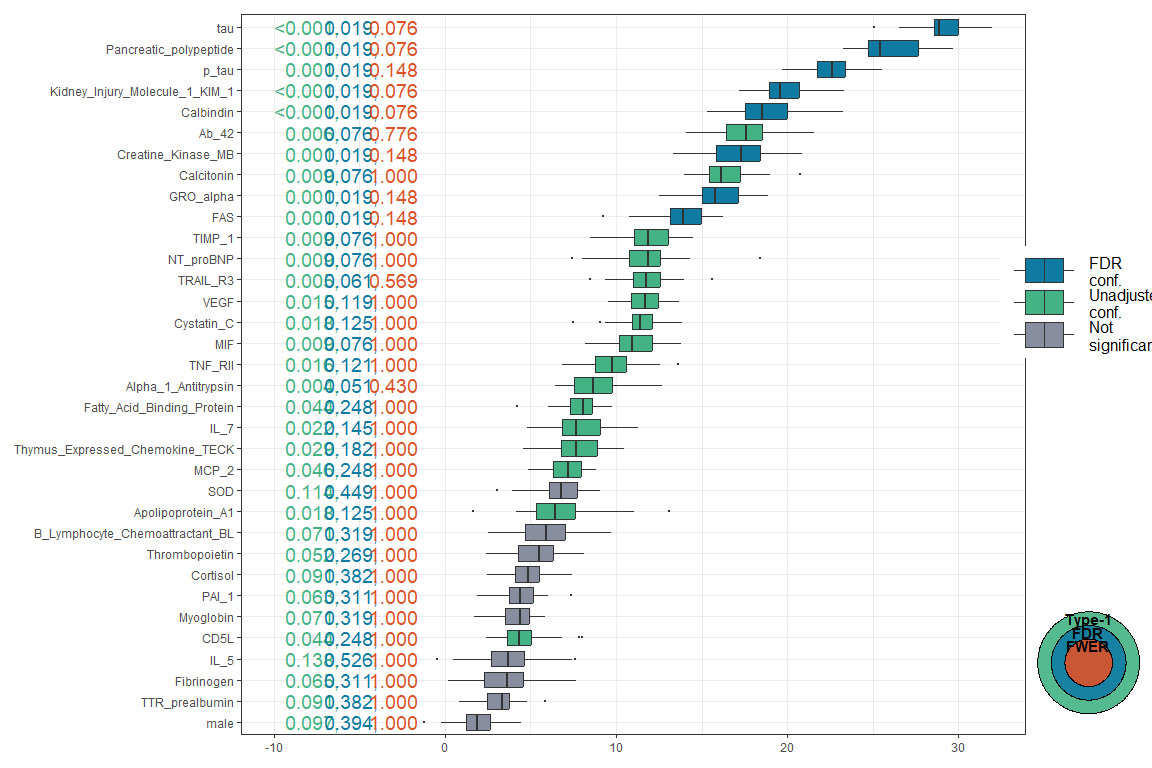 tau <0.001, 0.019, 0.076
Pancreatic_polypeptide <0.001, 0.019, 0.076
p_tau 0.001, 0.019, 0.148
Kidney_Injury_Molecule_1_KIM_1 <0.001, 0.019, 0.076
Calbindin <0.001, 0.019, 0.076
Ab_42 0.006, 0.076, 0.776
Creatine_Kinase_MB 0.001, 0.019, 0.148
Calcitonin 0.009, 0.076, 1.000
GRO_alpha 0.001, 0.019, 0.148
FAS 0.001, 0.019, 0.148
TIMP_1 0.009, 0.076, 1.000
NT_proBNP 0.009, 0.076, 1.000
TRAIL_R3 0.005, 0.061, 0.569
VEGF 0.015, 0.119, 1.000
Cystatin_C 0.018, 0.125, 1.000
MIF 0.009, 0.076, 1.000
TNF_RII 0.016, 0.121, 1.000
Alpha_1_Antitrypsin 0.004, 0.051, 0.430
Fatty_Acid_Binding_Protein 0.044, 0.248, 1.000
IL_7 0.022, 0.145, 1.000
Thymus_Expressed_Chemokine_TECK 0.029, 0.182, 1.000
MCP_2 0.046, 0.248, 1.000
SOD 0.114, 0.449, 1.000
Apolipoprotein_A1 0.018, 0.125, 1.000
B_Lymphocyte_Chemoattractant_BL 0.071, 0.319, 1.000
Thrombopoietin 0.052, 0.269, 1.000
Cortisol 0.091, 0.382, 1.000
PAI_1 0.063, 0.311, 1.000
Myoglobin 0.071, 0.319, 1.000
CD5L 0.044, 0.248, 1.000
IL_5 0.138, 0.526, 1.000
Fibrinogen 0.065, 0.311, 1.000
TTR_prealbumin 0.091, 0.382, 1.000
male 0.097, 0.394, 1.000
-10 0 10 20 30
FDR
conf.
Unadjuste
conf.
Not
significar
Type-1
FDR
FWER